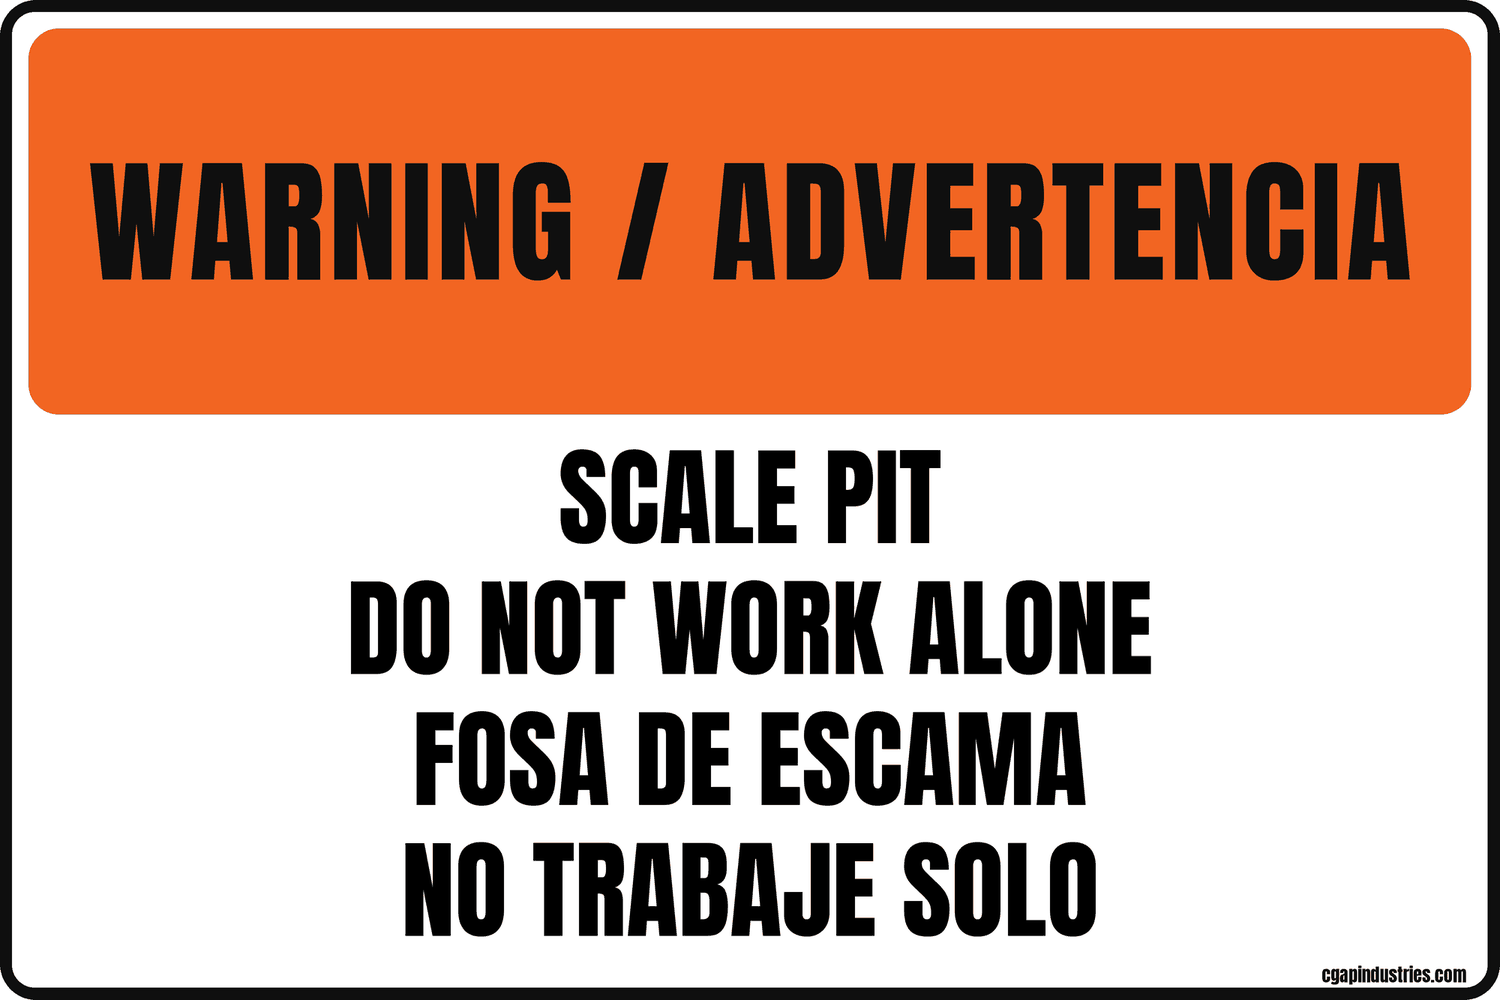 WARNING / ADVERTENCIA
SCALE PIT
DO NOT WORK ALONE
FOSA DE ESCAMA
NO TRABAJE SOLO
cgapindustries.com